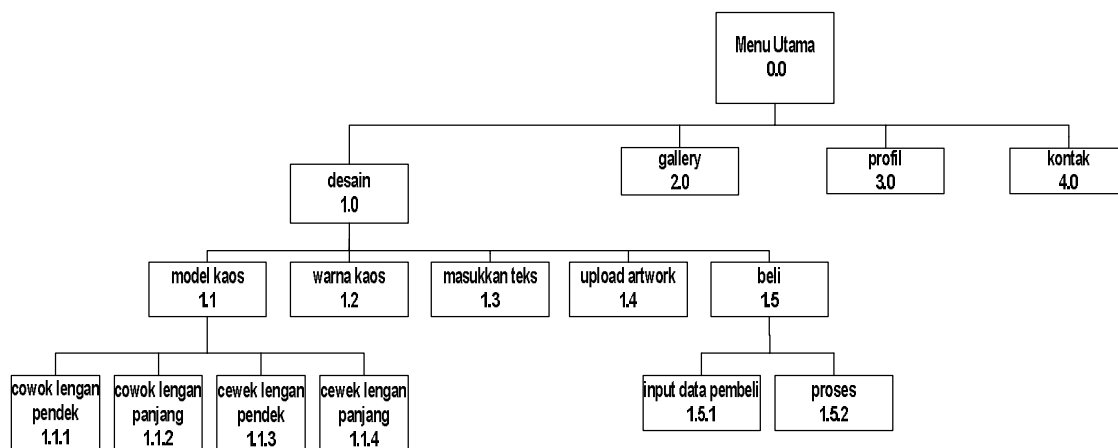 Menu Utama
0.0
desain
1.0
gallery
2.0
profil
3.0
kontak
4.0
model kaos
1.1
warna kaos
1.2
masukkan teks
1.3
upload artwork
1.4
beli
1.5
cowok lengan
pendek
1.1.1
cowok lengan
panjang
1.1.2
cewek lengan
pendek
1.1.3
cewek lengan
panjang
1.1.4
input data pembeli
1.5.1
proses
1.5.2